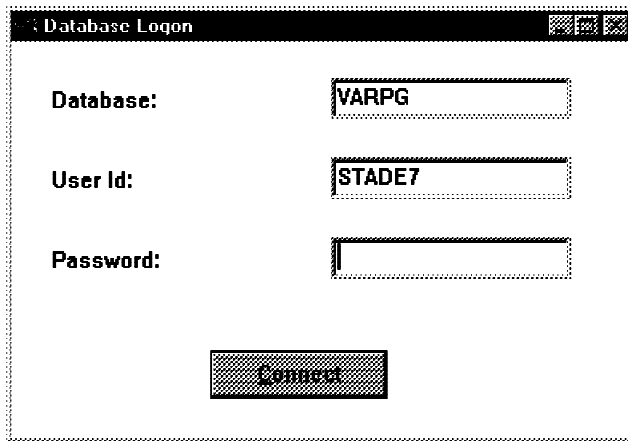 Database Logon
Database: VARPG
User Id: STADE7
Password:
Connect